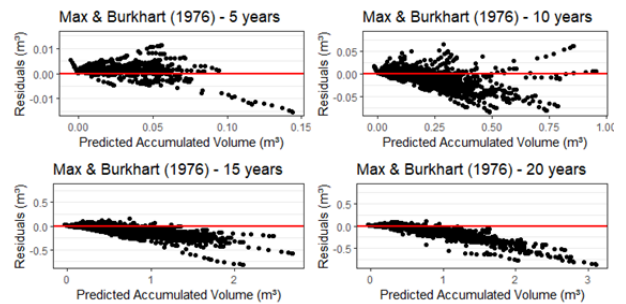 Max & Burkhart (1976) - 5 years
Residuals (m³)
0.01
0.00
-0.01
0.00
0.05
0.10
0.15
Predicted Accumulated Volume (m³)
Max & Burkhart (1976) - 10 years
Residuals (m³)
0.05
0.00
-0.05
0.00
0.25
0.50
0.75
1.00
Predicted Accumulated Volume (m³)
Max & Burkhart (1976) - 15 years
Residuals (m³)
0.5
0.0
-0.5
0
1
2
Predicted Accumulated Volume (m³)
Max & Burkhart (1976) - 20 years
Residuals (m³)
0.5
0.0
-0.5
0
1
2
3
Predicted Accumulated Volume (m³)